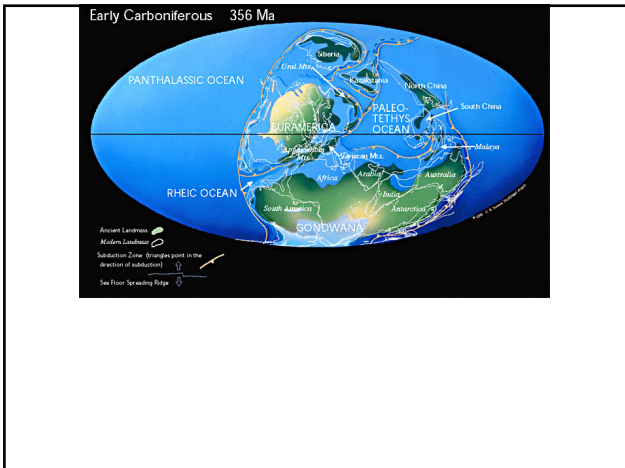 Early Carboniferous 356 Ma
Siberia
Ural Mts.
PANTHALASSIC OCEAN
Kazakstania
North China
PALEO-
TETHYS
OCEAN
South China
EURAMERICA
Appalachian
Mts.
Variscan Mts.
Malaya
RHEIC OCEAN
Africa
Arabia
Australia
India
South America
Antarctica
GONDWANA
Ancient Landmass
Modern Landmass
Subduction Zone (triangles point in the
direction of subduction)
Sea Floor Spreading Ridge